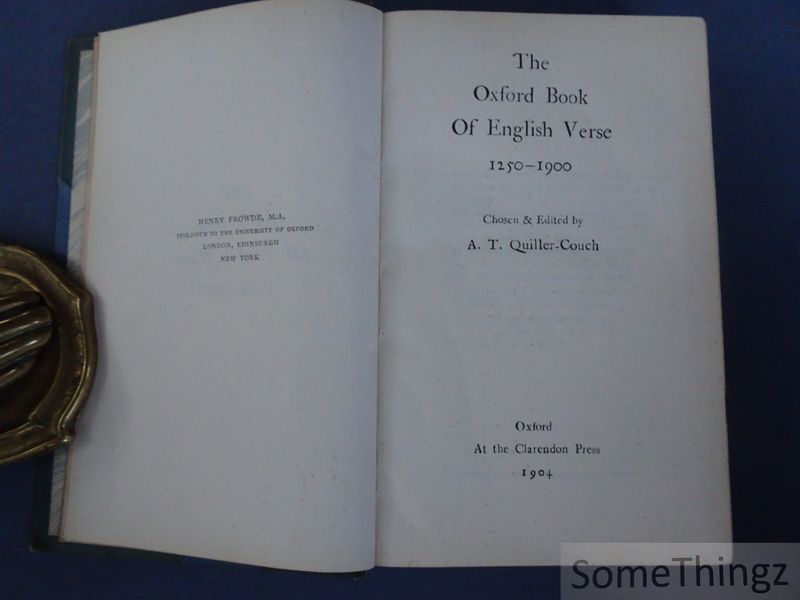 HENRY FROWDE, M.A.
PUBLISHER TO THE UNIVERSITY OF OXFORD
LONDON, EDINBURGH
NEW YORK
The
Oxford Book
Of English Verse
1250–1900
Chosen & Edited by
A. T. Quiller-Couch
Oxford
At the Clarendon Press
1904
SomeThingz